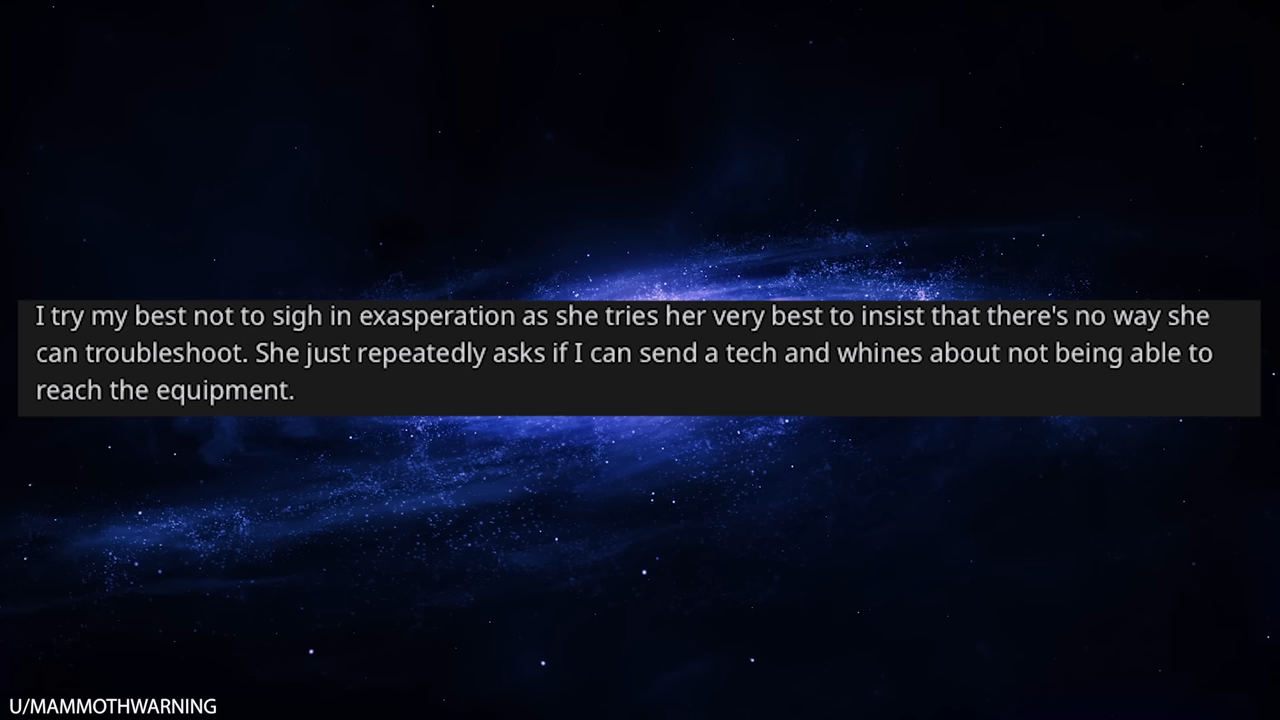 I try my best not to sigh in exasperation as she tries her very best to insist that there's no way she
can troubleshoot. She just repeatedly asks if I can send a tech and whines about not being able to
reach the equipment.
U/MAMMOTHWARNING